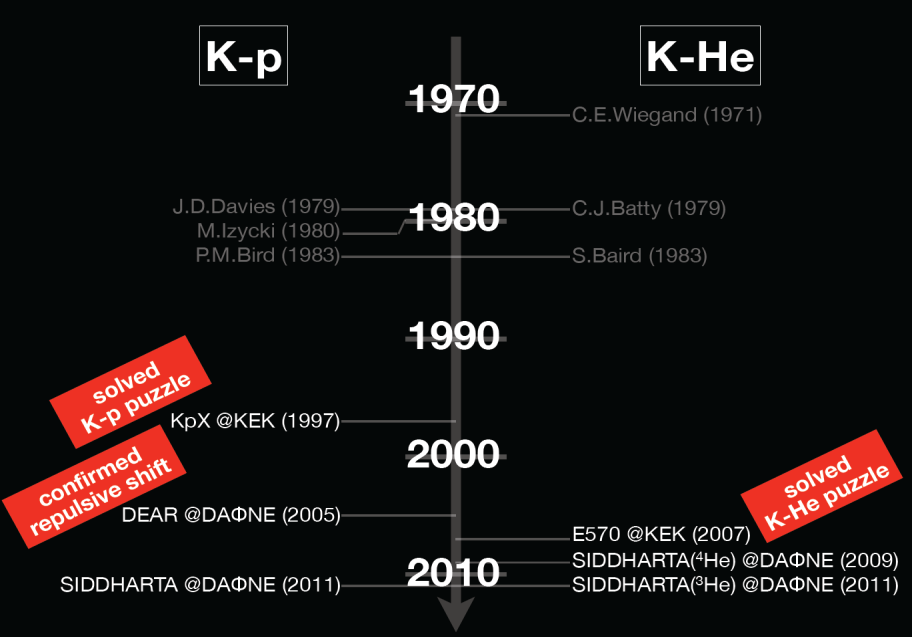 K-p
K-He
1970
C.E.Wiegand (1971)
J.D.Davies (1979)
C.J.Batty (1979)
1980
M.Izycki (1980)
P.M.Bird (1983)
S.Baird (1983)
1990
solved
K-p puzzle
KpX @KEK (1997)
2000
confirmed
repulsive shift
solved
K-He puzzle
DEAR @DAΦNE (2005)
E570 @KEK (2007)
SIDDHARTA(⁴He) @DAΦNE (2009)
2010
SIDDHARTA @DAΦNE (2011)
SIDDHARTA(³He) @DAΦNE (2011)